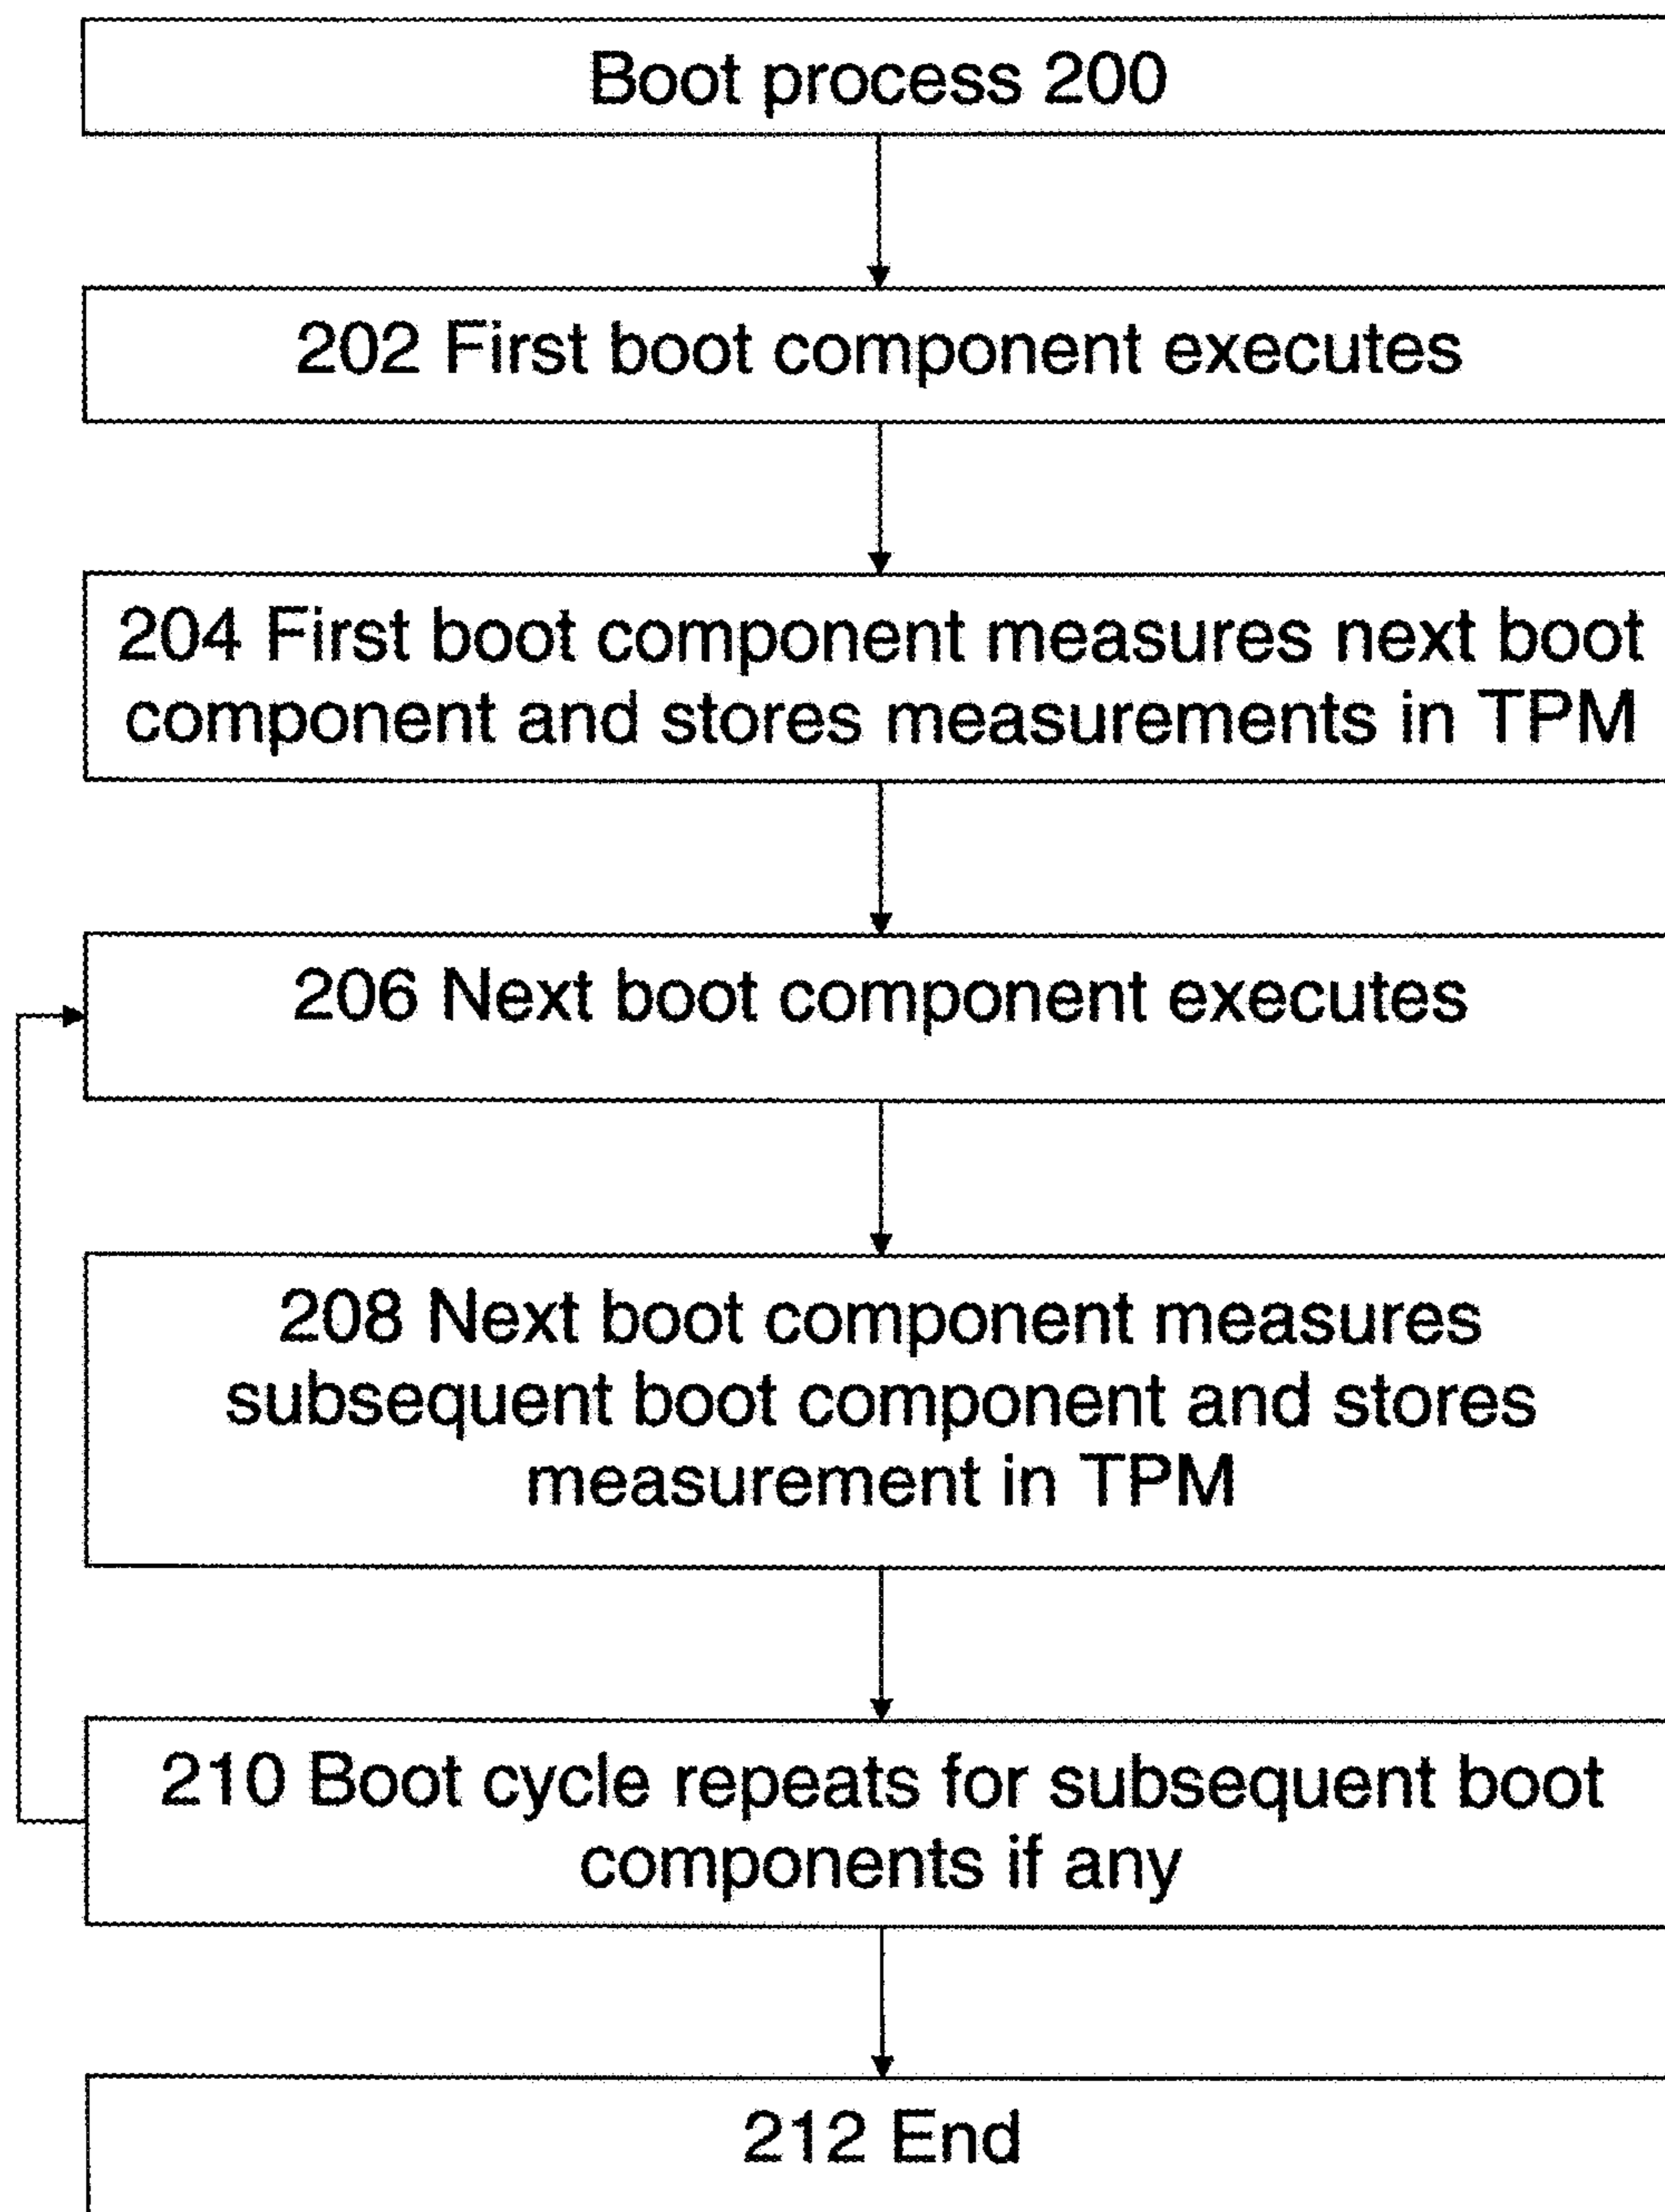 Boot process 200
202 First boot component executes
204 First boot component measures next boot
component and stores measurements in TPM
206 Next boot component executes
208 Next boot component measures
subsequent boot component and stores
measurement in TPM
210 Boot cycle repeats for subsequent boot
components if any
212 End